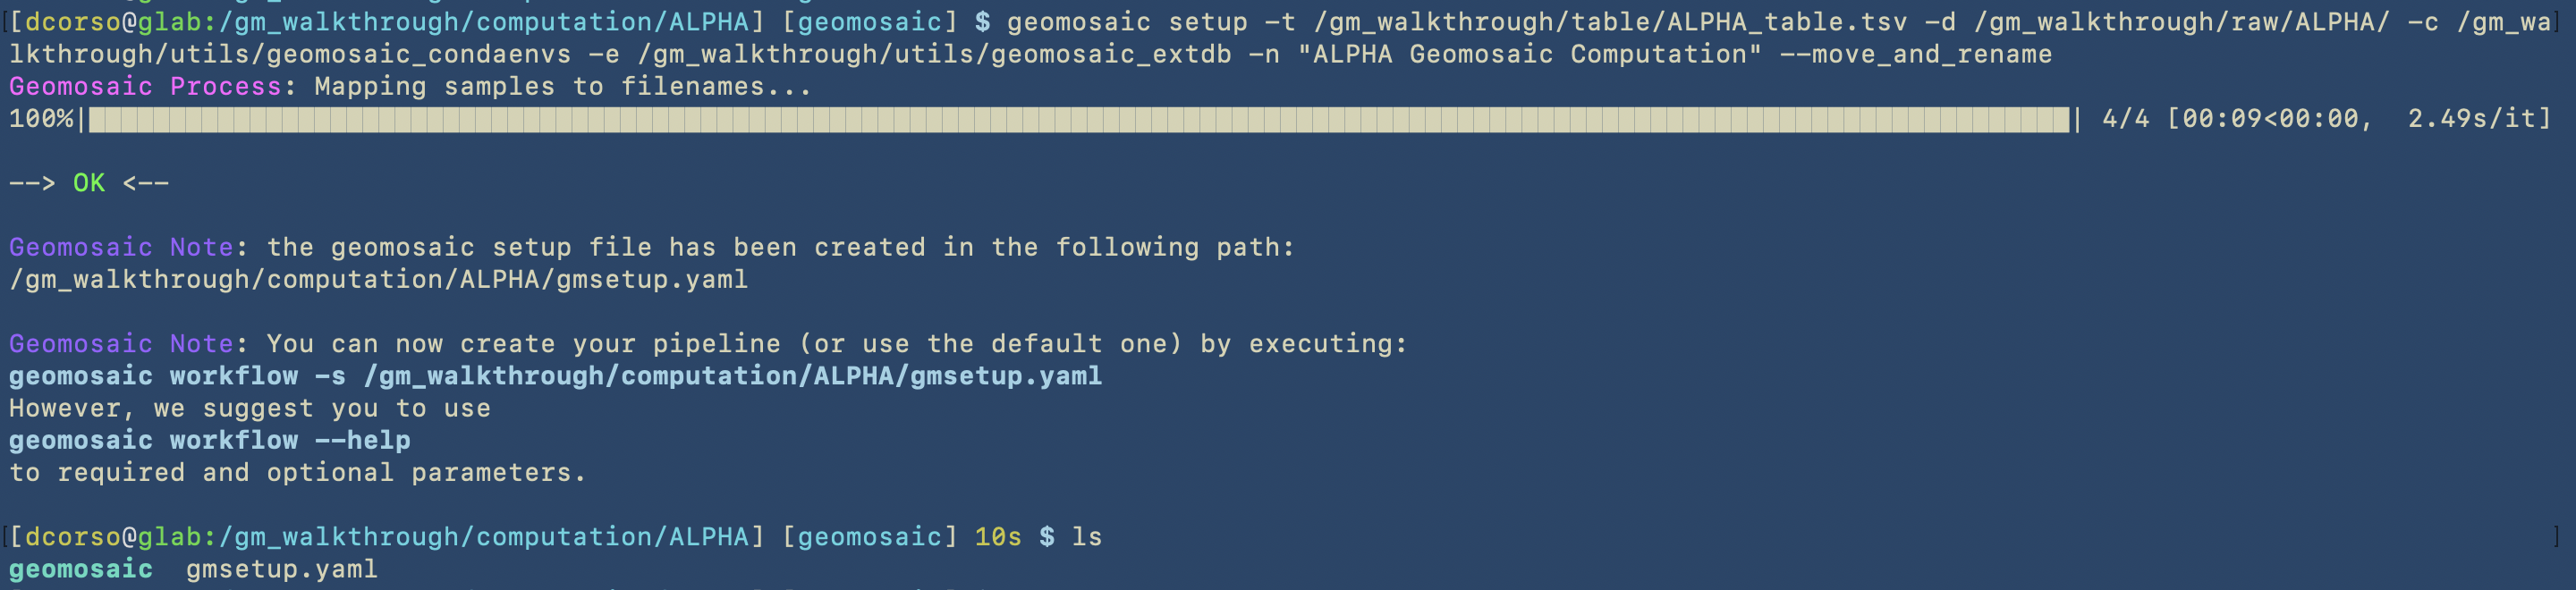 [dcorso@glab:/gm_walkthrough/computation/ALPHA] [geomosaic] $ geomosaic setup -t /gm_walkthrough/table/ALPHA_table.tsv -d /gm_walkthrough/raw/ALPHA/ -c /gm_wa
lkthrough/utils/geomosaic_condaenvs -e /gm_walkthrough/utils/geomosaic_extdb -n "ALPHA Geomosaic Computation" --move_and_rename
Geomosaic Process: Mapping samples to filenames...
100%| | 4/4 [00:09<00:00,  2.49s/it]
--> OK <--
Geomosaic Note: the geomosaic setup file has been created in the following path:
/gm_walkthrough/computation/ALPHA/gmsetup.yaml
Geomosaic Note: You can now create your pipeline (or use the default one) by executing:
geomosaic workflow -s /gm_walkthrough/computation/ALPHA/gmsetup.yaml
However, we suggest you to use
geomosaic workflow --help
to required and optional parameters.
[dcorso@glab:/gm_walkthrough/computation/ALPHA] [geomosaic] 10s $ ls
geomosaic  gmsetup.yaml